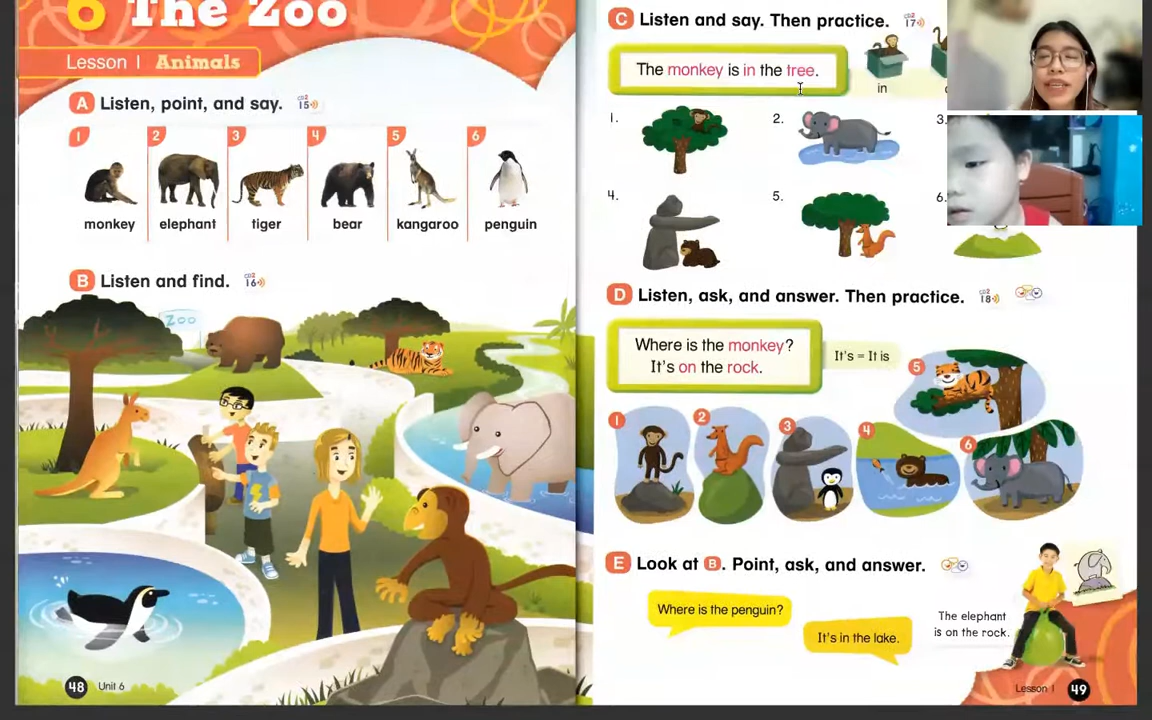 6 The Zoo
Lesson 1 Animals
A Listen, point, and say. CD2 15
1
2
3
4
5
6
monkey
elephant
tiger
bear
kangaroo
penguin
B Listen and find. CD2 16
Zoo
48 Unit 6
C Listen and say. Then practice. CD2 17
The monkey is in the tree.
in
1.
2.
3.
4.
5.
6.
D Listen, ask, and answer. Then practice. CD2 18
Where is the monkey?
It's on the rock.
It's = It is
5
1
2
3
4
6
E Look at B. Point, ask, and answer.
Where is the penguin?
It's in the lake.
The elephant
is on the rock.
Lesson 1 49